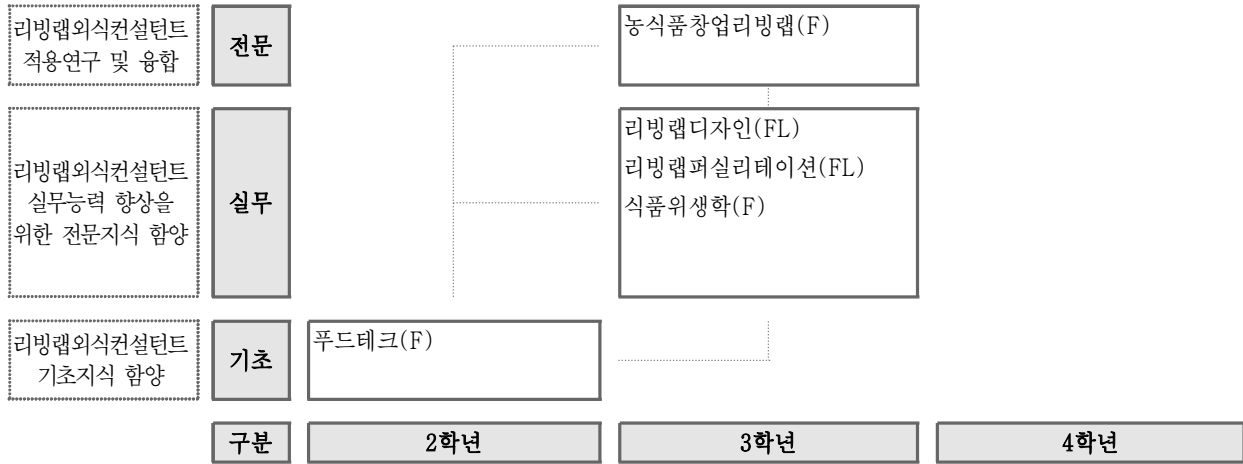 리빙랩외식컨설턴트
적용연구 및 융합
전문
농식품창업리빙랩(F)
리빙랩외식컨설턴트
실무능력 향상을
위한 전문지식 함양
실무
리빙랩디자인(FL)
리빙랩퍼실리테이션(FL)
식품위생학(F)
리빙랩외식컨설턴트
기초지식 함양
기초
푸드테크(F)
구분 2학년 3학년 4학년